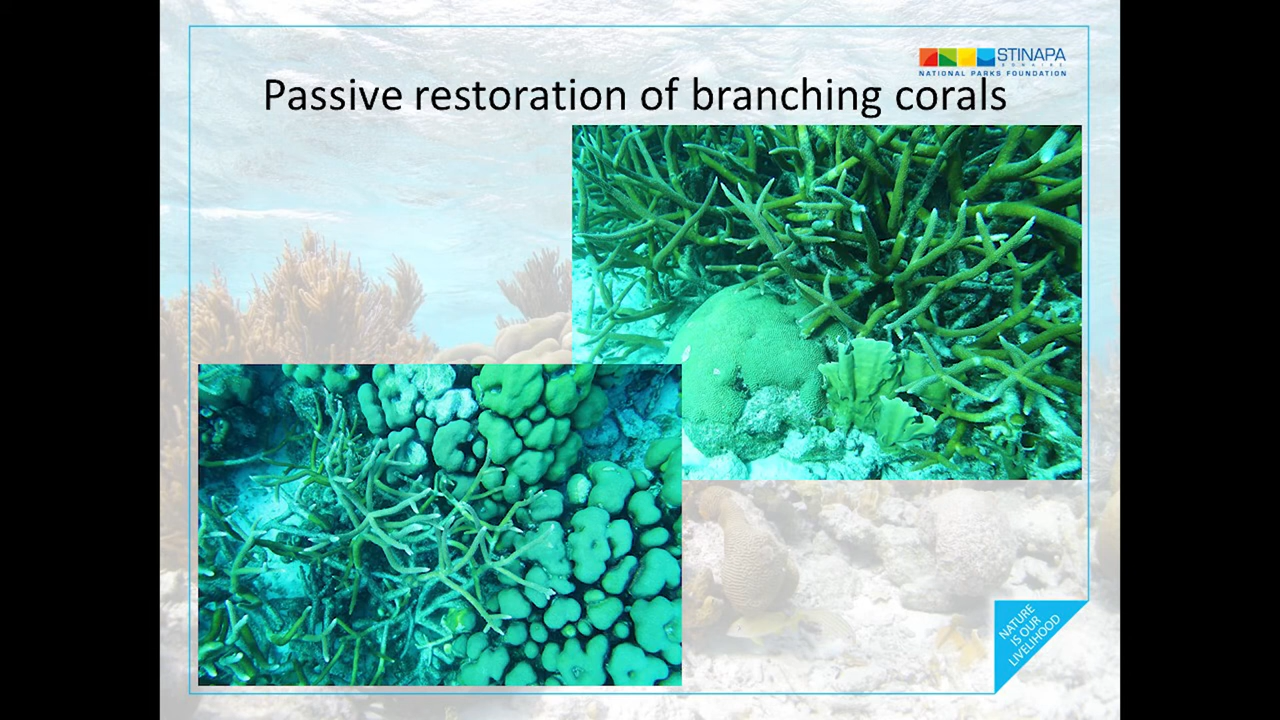 STINAPA
BONAIRE
NATIONAL PARKS FOUNDATION
Passive restoration of branching corals
NATURE
IS OUR
LIVELIHOOD